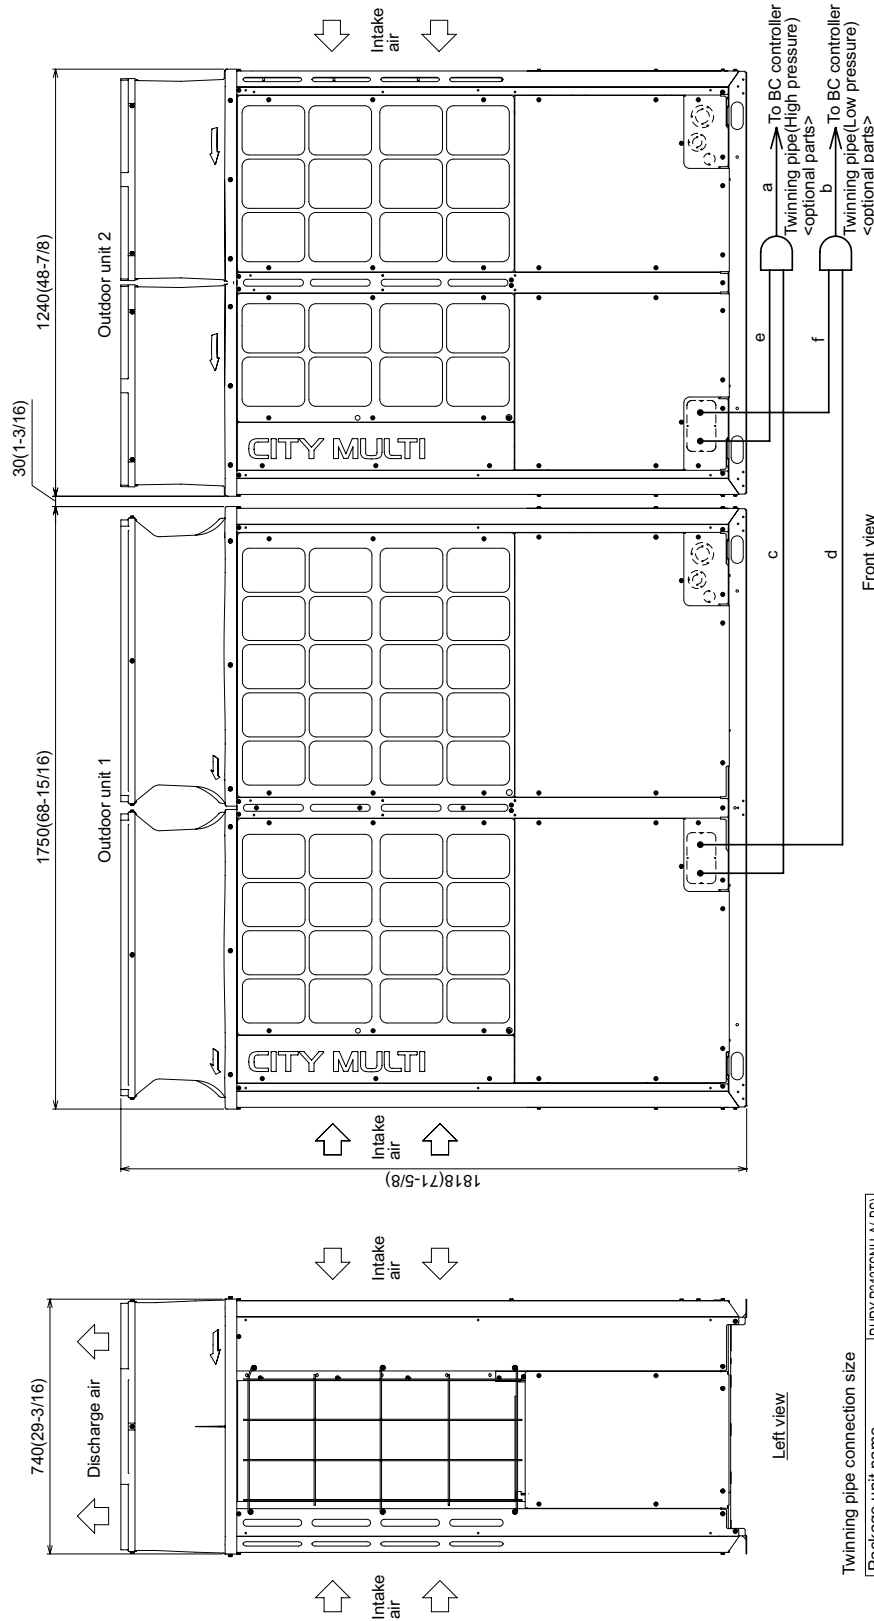 740(29-3/16)
Discharge air
Intake
air
Intake
air
Left view
1750(68-15/16)
30(1-3/16)
1240(48-7/8)
Outdoor unit 1
Outdoor unit 2
1818(71-5/8)
Intake
air
Intake
air
CITY MULTI
CITY MULTI
c
d
e
f
a
To BC controller
Twinning pipe(High pressure)
<optional parts>
b
To BC controller
Twinning pipe(Low pressure)
<optional parts>
Front view
Twinning pipe connection size
Package unit name